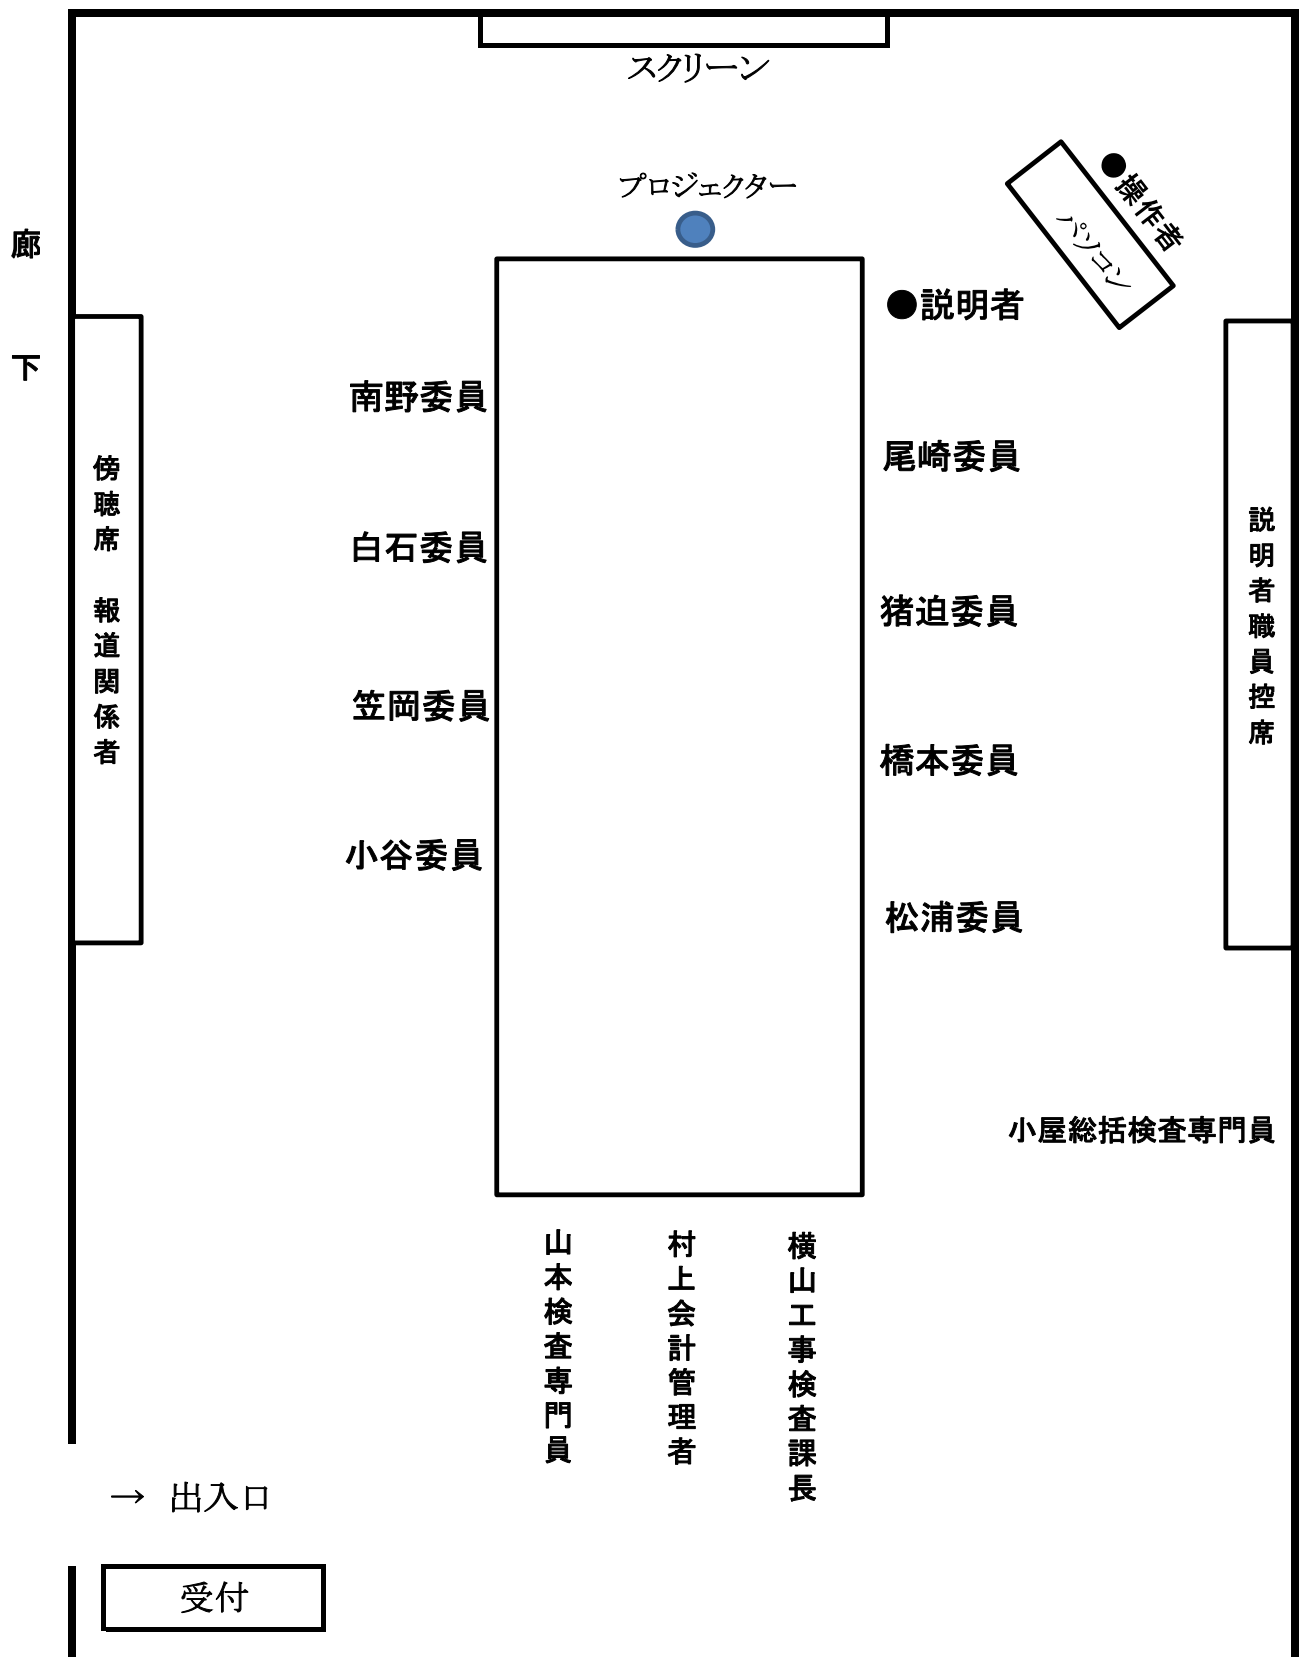 スクリーン
プロジェクター
●操作者
パソコン
廊下
●説明者
南野委員
尾崎委員
白石委員
猪迫委員
笠岡委員
橋本委員
小谷委員
松浦委員
傍聴席　報道関係者
説明者職員控席
小屋総括検査専門員
山本検査専門員
村上会計管理者
横山工事検査課長
→ 出入口
受付